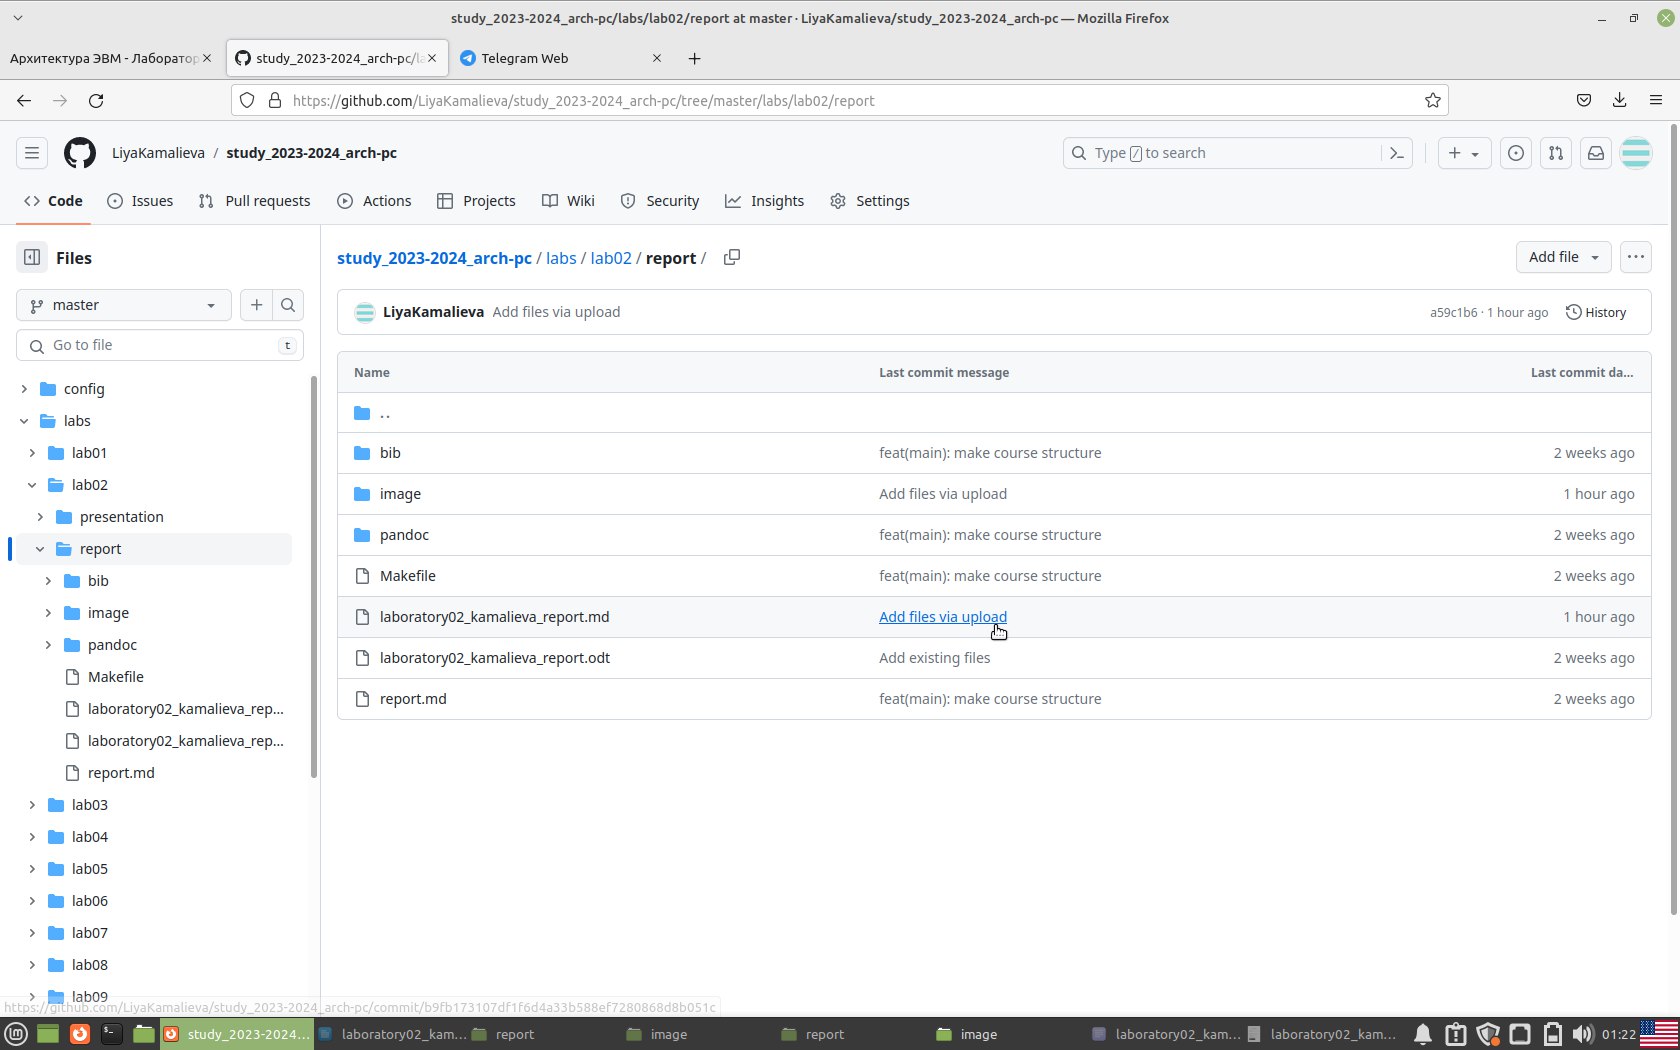 study_2023-2024_arch-pc/labs/lab02/report at master · LiyaKamalieva/study_2023-2024_arch-pc — Mozilla Firefox
Архитектура ЭВМ - Лаборатор
study_2023-2024_arch-pc/la
Telegram Web
https://github.com/LiyaKamalieva/study_2023-2024_arch-pc/tree/master/labs/lab02/report
LiyaKamalieva / study_2023-2024_arch-pc
Type / to search
Code Issues Pull requests Actions Projects Wiki Security Insights Settings
Files
master
Go to file t
config
labs
lab01
lab02
presentation
report
bib
image
pandoc
Makefile
laboratory02_kamalieva_rep...
laboratory02_kamalieva_rep...
report.md
lab03
lab04
lab05
lab06
lab07
lab08
lab09
study_2023-2024_arch-pc / labs / lab02 / report /
Add file
LiyaKamalieva Add files via upload a59c1b6 · 1 hour ago History
Name Last commit message Last commit da...
..
bib feat(main): make course structure 2 weeks ago
image Add files via upload 1 hour ago
pandoc feat(main): make course structure 2 weeks ago
Makefile feat(main): make course structure 2 weeks ago
laboratory02_kamalieva_report.md Add files via upload 1 hour ago
laboratory02_kamalieva_report.odt Add existing files 2 weeks ago
report.md feat(main): make course structure 2 weeks ago
https://github.com/LiyaKamalieva/study_2023-2024_arch-pc/commit/b9fb173107df1f6d4a33b588ef7280868d8b051c
study_2023-2024... laboratory02_kam... report image report image laboratory02_kam... laboratory02_kam... 01:22